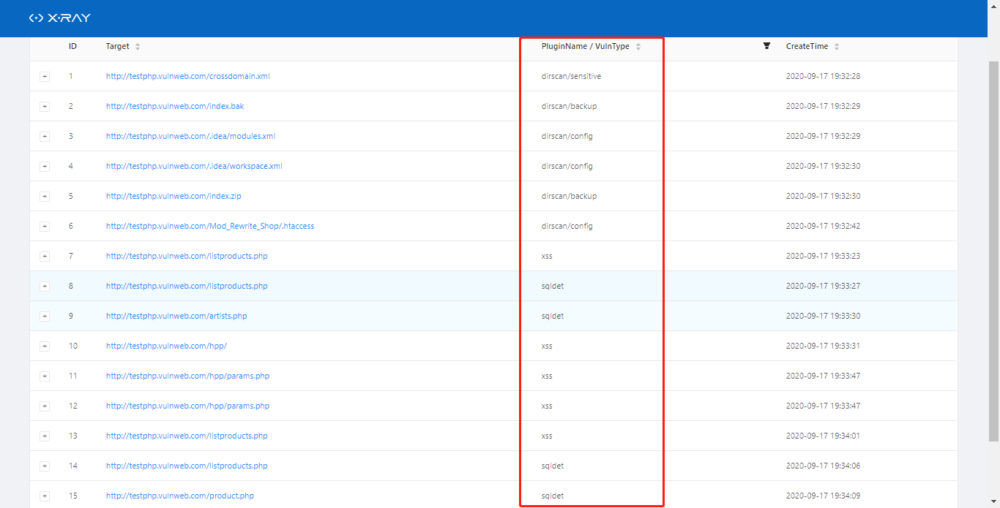 X-RAY
ID Target PluginName / VulnType CreateTime
1 http://testphp.vulnweb.com/crossdomain.xml dirscan/sensitive 2020-09-17 19:32:28
2 http://testphp.vulnweb.com/index.bak dirscan/backup 2020-09-17 19:32:29
3 http://testphp.vulnweb.com/.idea/modules.xml dirscan/config 2020-09-17 19:32:29
4 http://testphp.vulnweb.com/.idea/workspace.xml dirscan/config 2020-09-17 19:32:30
5 http://testphp.vulnweb.com/index.zip dirscan/backup 2020-09-17 19:32:30
6 http://testphp.vulnweb.com/Mod_Rewrite_Shop/.htaccess dirscan/config 2020-09-17 19:32:42
7 http://testphp.vulnweb.com/listproducts.php xss 2020-09-17 19:33:23
8 http://testphp.vulnweb.com/listproducts.php sqldet 2020-09-17 19:33:27
9 http://testphp.vulnweb.com/artists.php sqldet 2020-09-17 19:33:30
10 http://testphp.vulnweb.com/hpp/ xss 2020-09-17 19:33:31
11 http://testphp.vulnweb.com/hpp/params.php xss 2020-09-17 19:33:47
12 http://testphp.vulnweb.com/hpp/params.php xss 2020-09-17 19:33:47
13 http://testphp.vulnweb.com/listproducts.php xss 2020-09-17 19:34:01
14 http://testphp.vulnweb.com/listproducts.php sqldet 2020-09-17 19:34:06
15 http://testphp.vulnweb.com/product.php sqldet 2020-09-17 19:34:09